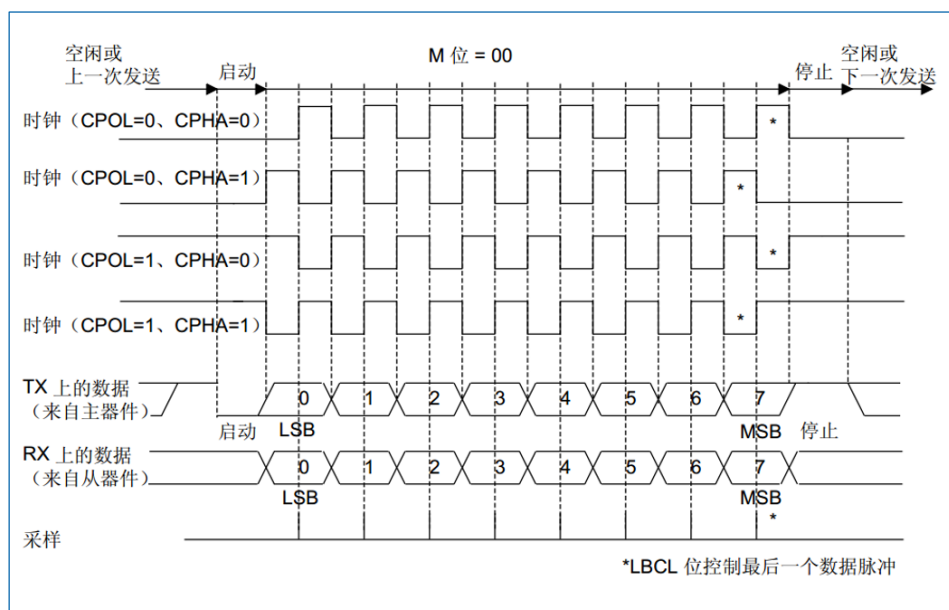 空闲或
上一次发送
启动
M 位 = 00
停止
空闲或
下一次发送
时钟（CPOL=0、CPHA=0）
*
时钟（CPOL=0、CPHA=1）
*
时钟（CPOL=1、CPHA=0）
*
时钟（CPOL=1、CPHA=1）
*
TX 上的数据
（来自主器件）
0 1 2 3 4 5 6 7
启动 LSB MSB 停止
RX 上的数据
（来自从器件）
0 1 2 3 4 5 6 7
LSB MSB
*
采样
*LBCL 位控制最后一个数据脉冲